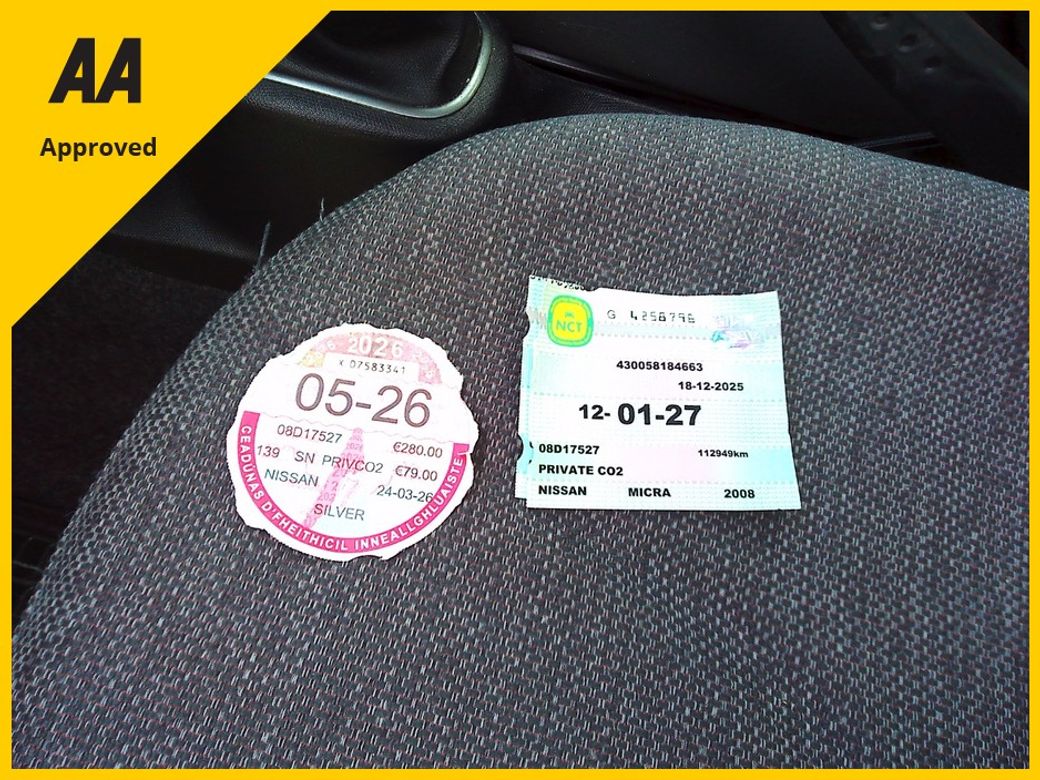 AA
Approved
2026
X 07583341
05-26
08D17527 €280.00
139 SN PRIVCO2 €79.00
NISSAN 24-03-26
SILVER
CEADÚNAS D'FHEITHICIL INNEALLGHLUAISTE
NCT
G 4258796
430058184663
18-12-2025
12-01-27
08D17527 112949km
PRIVATE CO2
NISSAN MICRA 2008